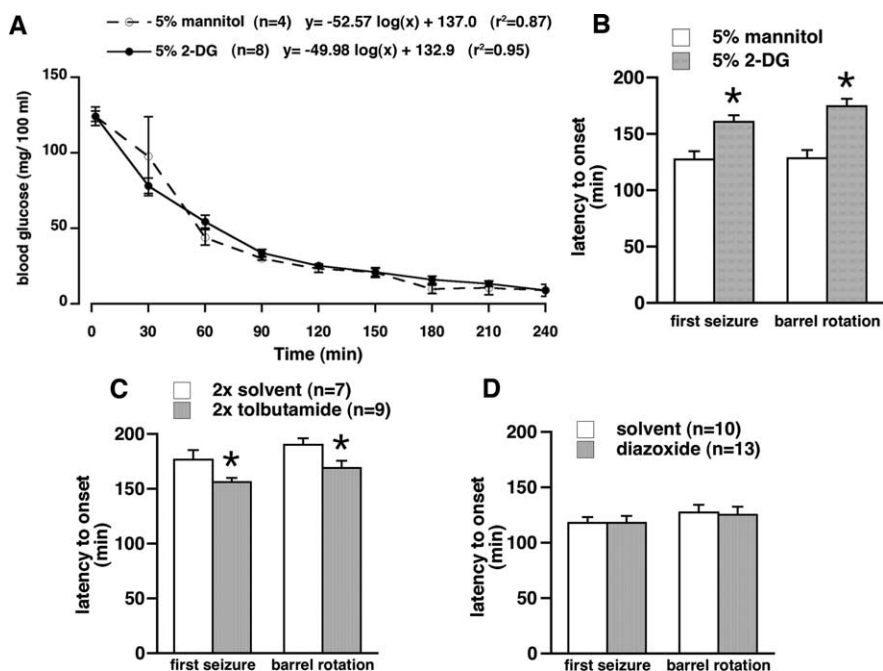 A
5% mannitol (n=4) y= -52.57 log(x) + 137.0 (r²=0.87)
5% 2-DG (n=8) y= -49.98 log(x) + 132.9 (r²=0.95)
blood glucose (mg/ 100 ml)
150
100
50
0
0 30 60 90 120 150 180 210 240
Time (min)
B
5% mannitol
5% 2-DG
latency to onset
(min)
200
150
100
50
0
* *
first seizure barrel rotation
C
2x solvent (n=7)
2x tolbutamide (n=9)
latency to onset
(min)
200
150
100
50
0
* *
first seizure barrel rotation
D
solvent (n=10)
diazoxide (n=13)
latency to onset
(min)
200
150
100
50
0
first seizure barrel rotation